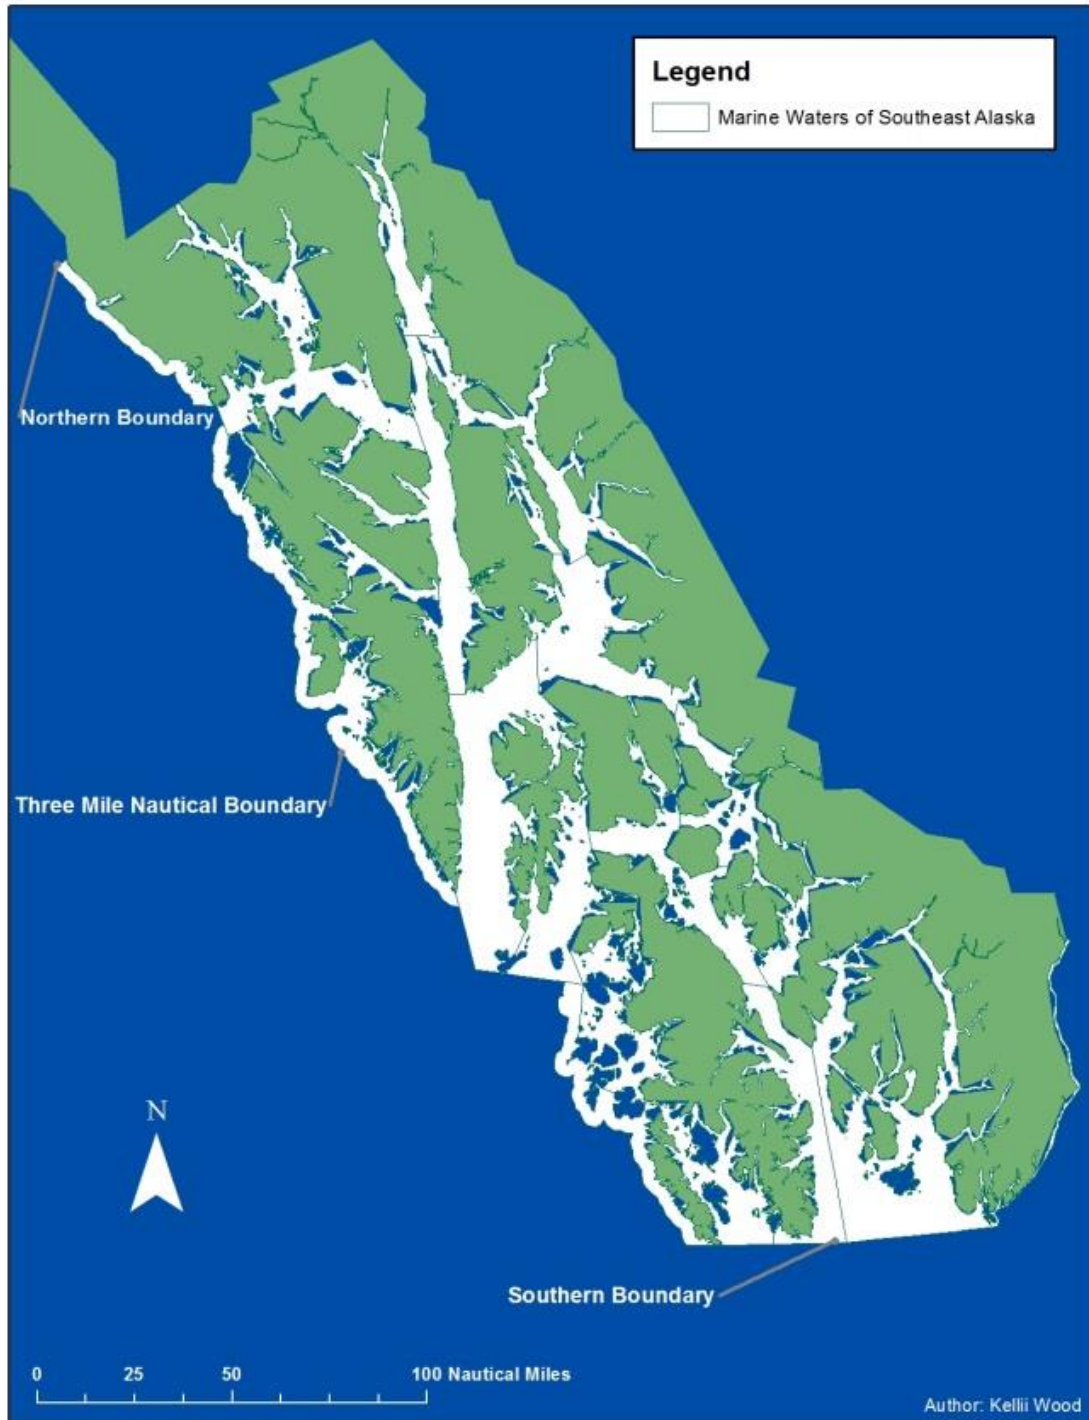 Legend
Marine Waters of Southeast Alaska
Northern Boundary
Three Mile Nautical Boundary
N
Southern Boundary
0 25 50 100 Nautical Miles
Author: Kellii Wood